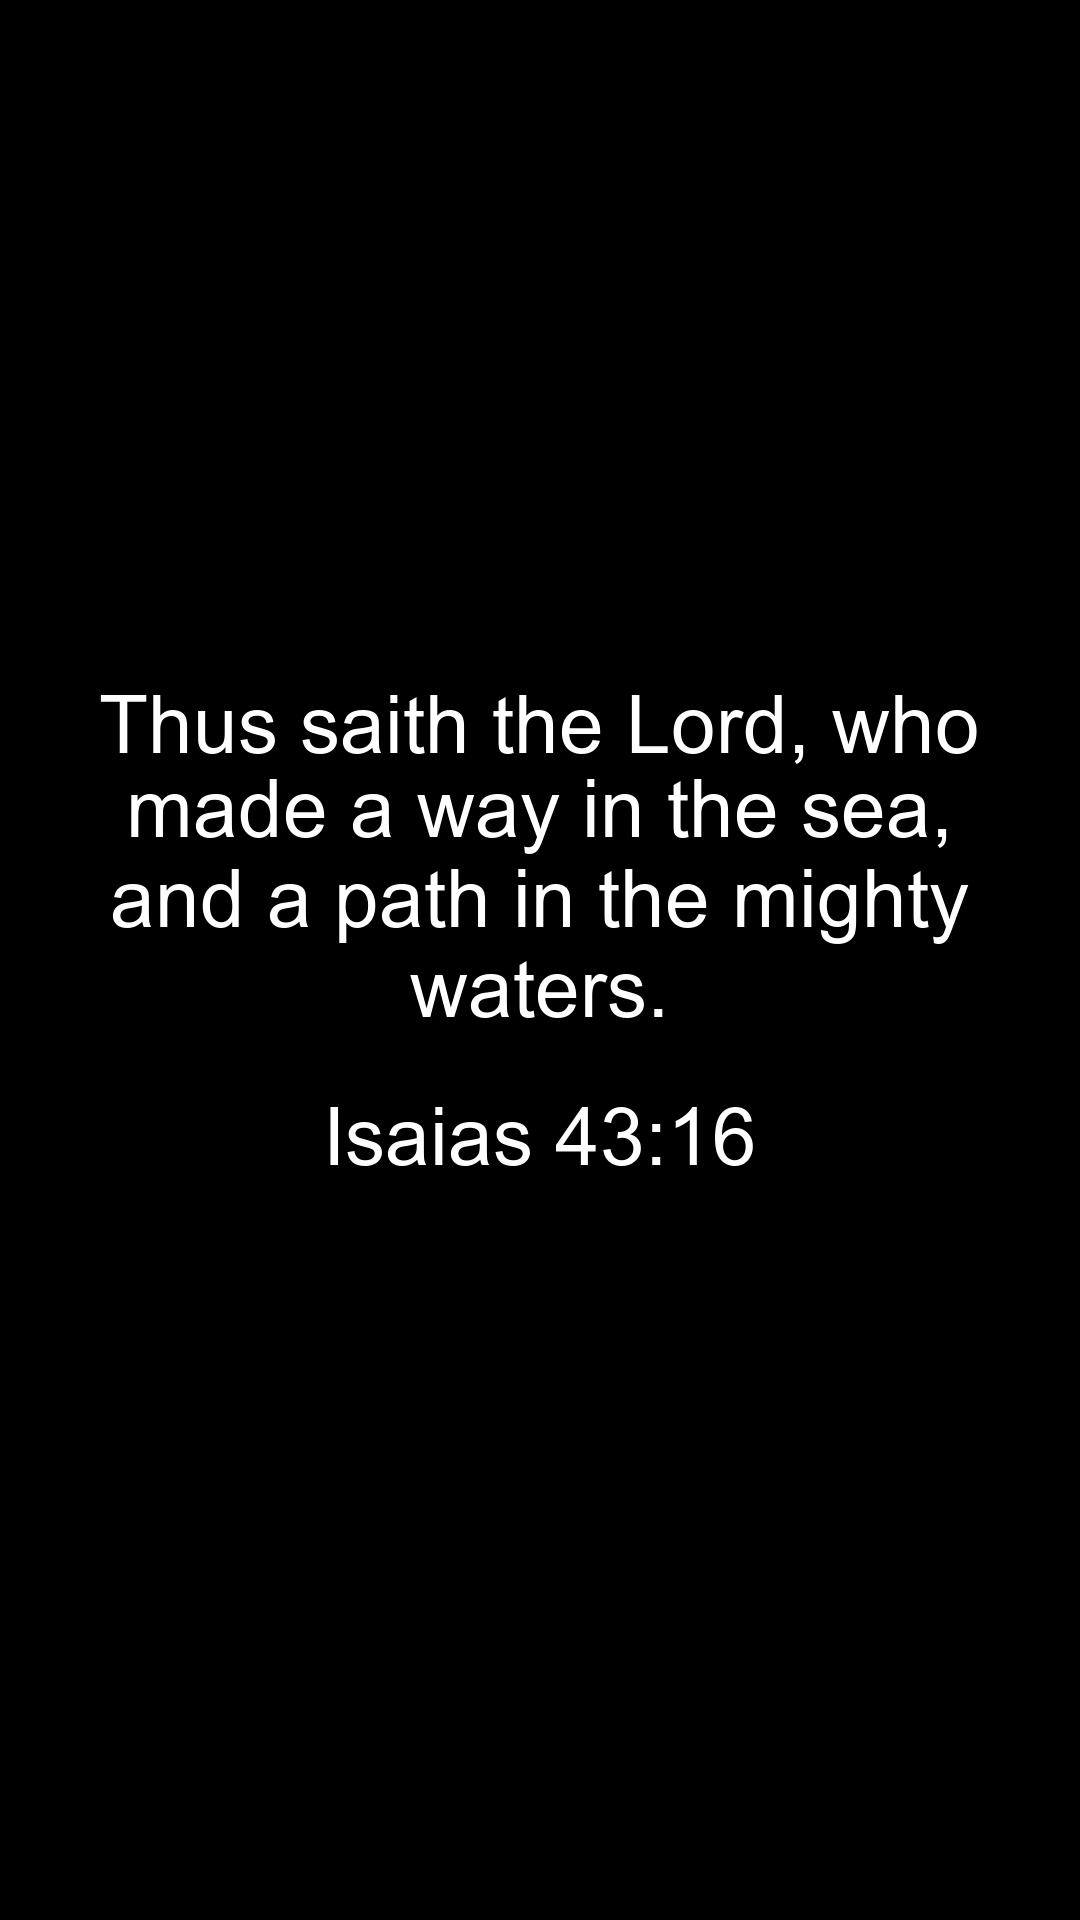 Thus saith the Lord, who
made a way in the sea,
and a path in the mighty
waters.
Isaias 43:16